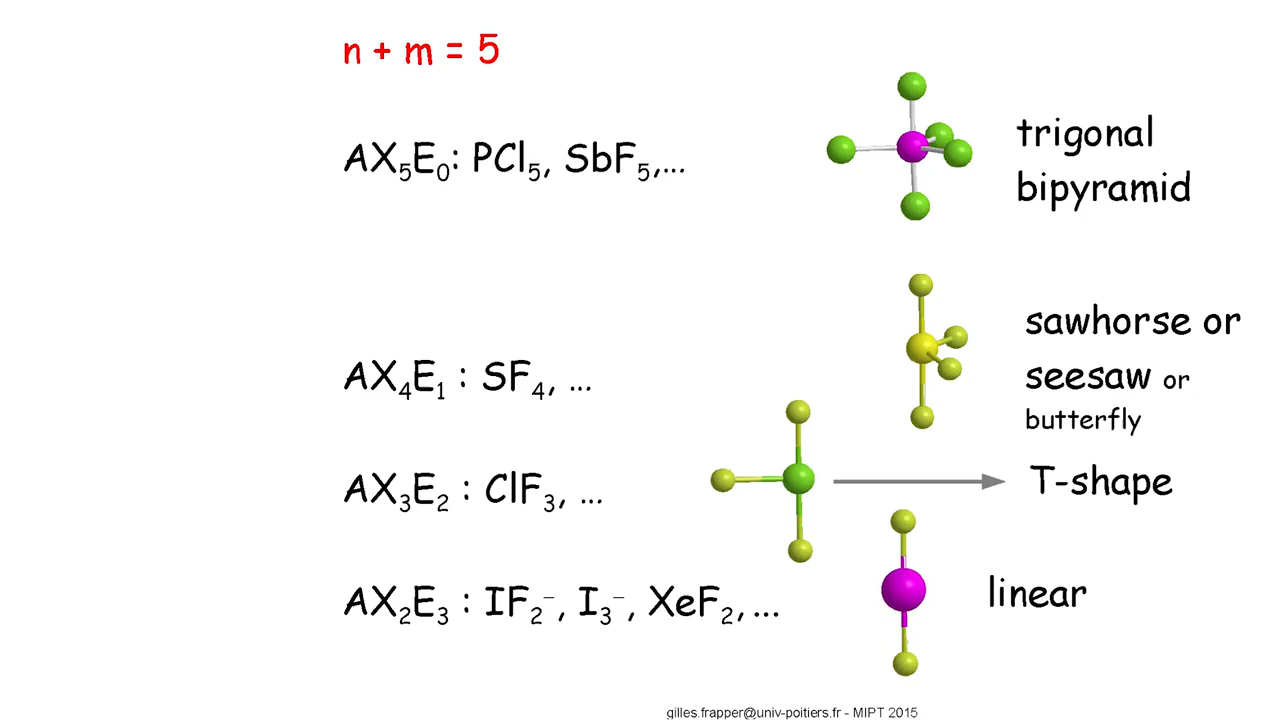 n + m = 5
AX₅E₀: PCl₅, SbF₅,...
trigonal
bipyramid
AX₄E₁ : SF₄, ...
sawhorse or
seesaw or
butterfly
AX₃E₂ : ClF₃, ...
T-shape
AX₂E₃ : IF₂⁻, I₃⁻, XeF₂, ...
linear
gilles.frapper@univ-poitiers.fr - MIPT 2015